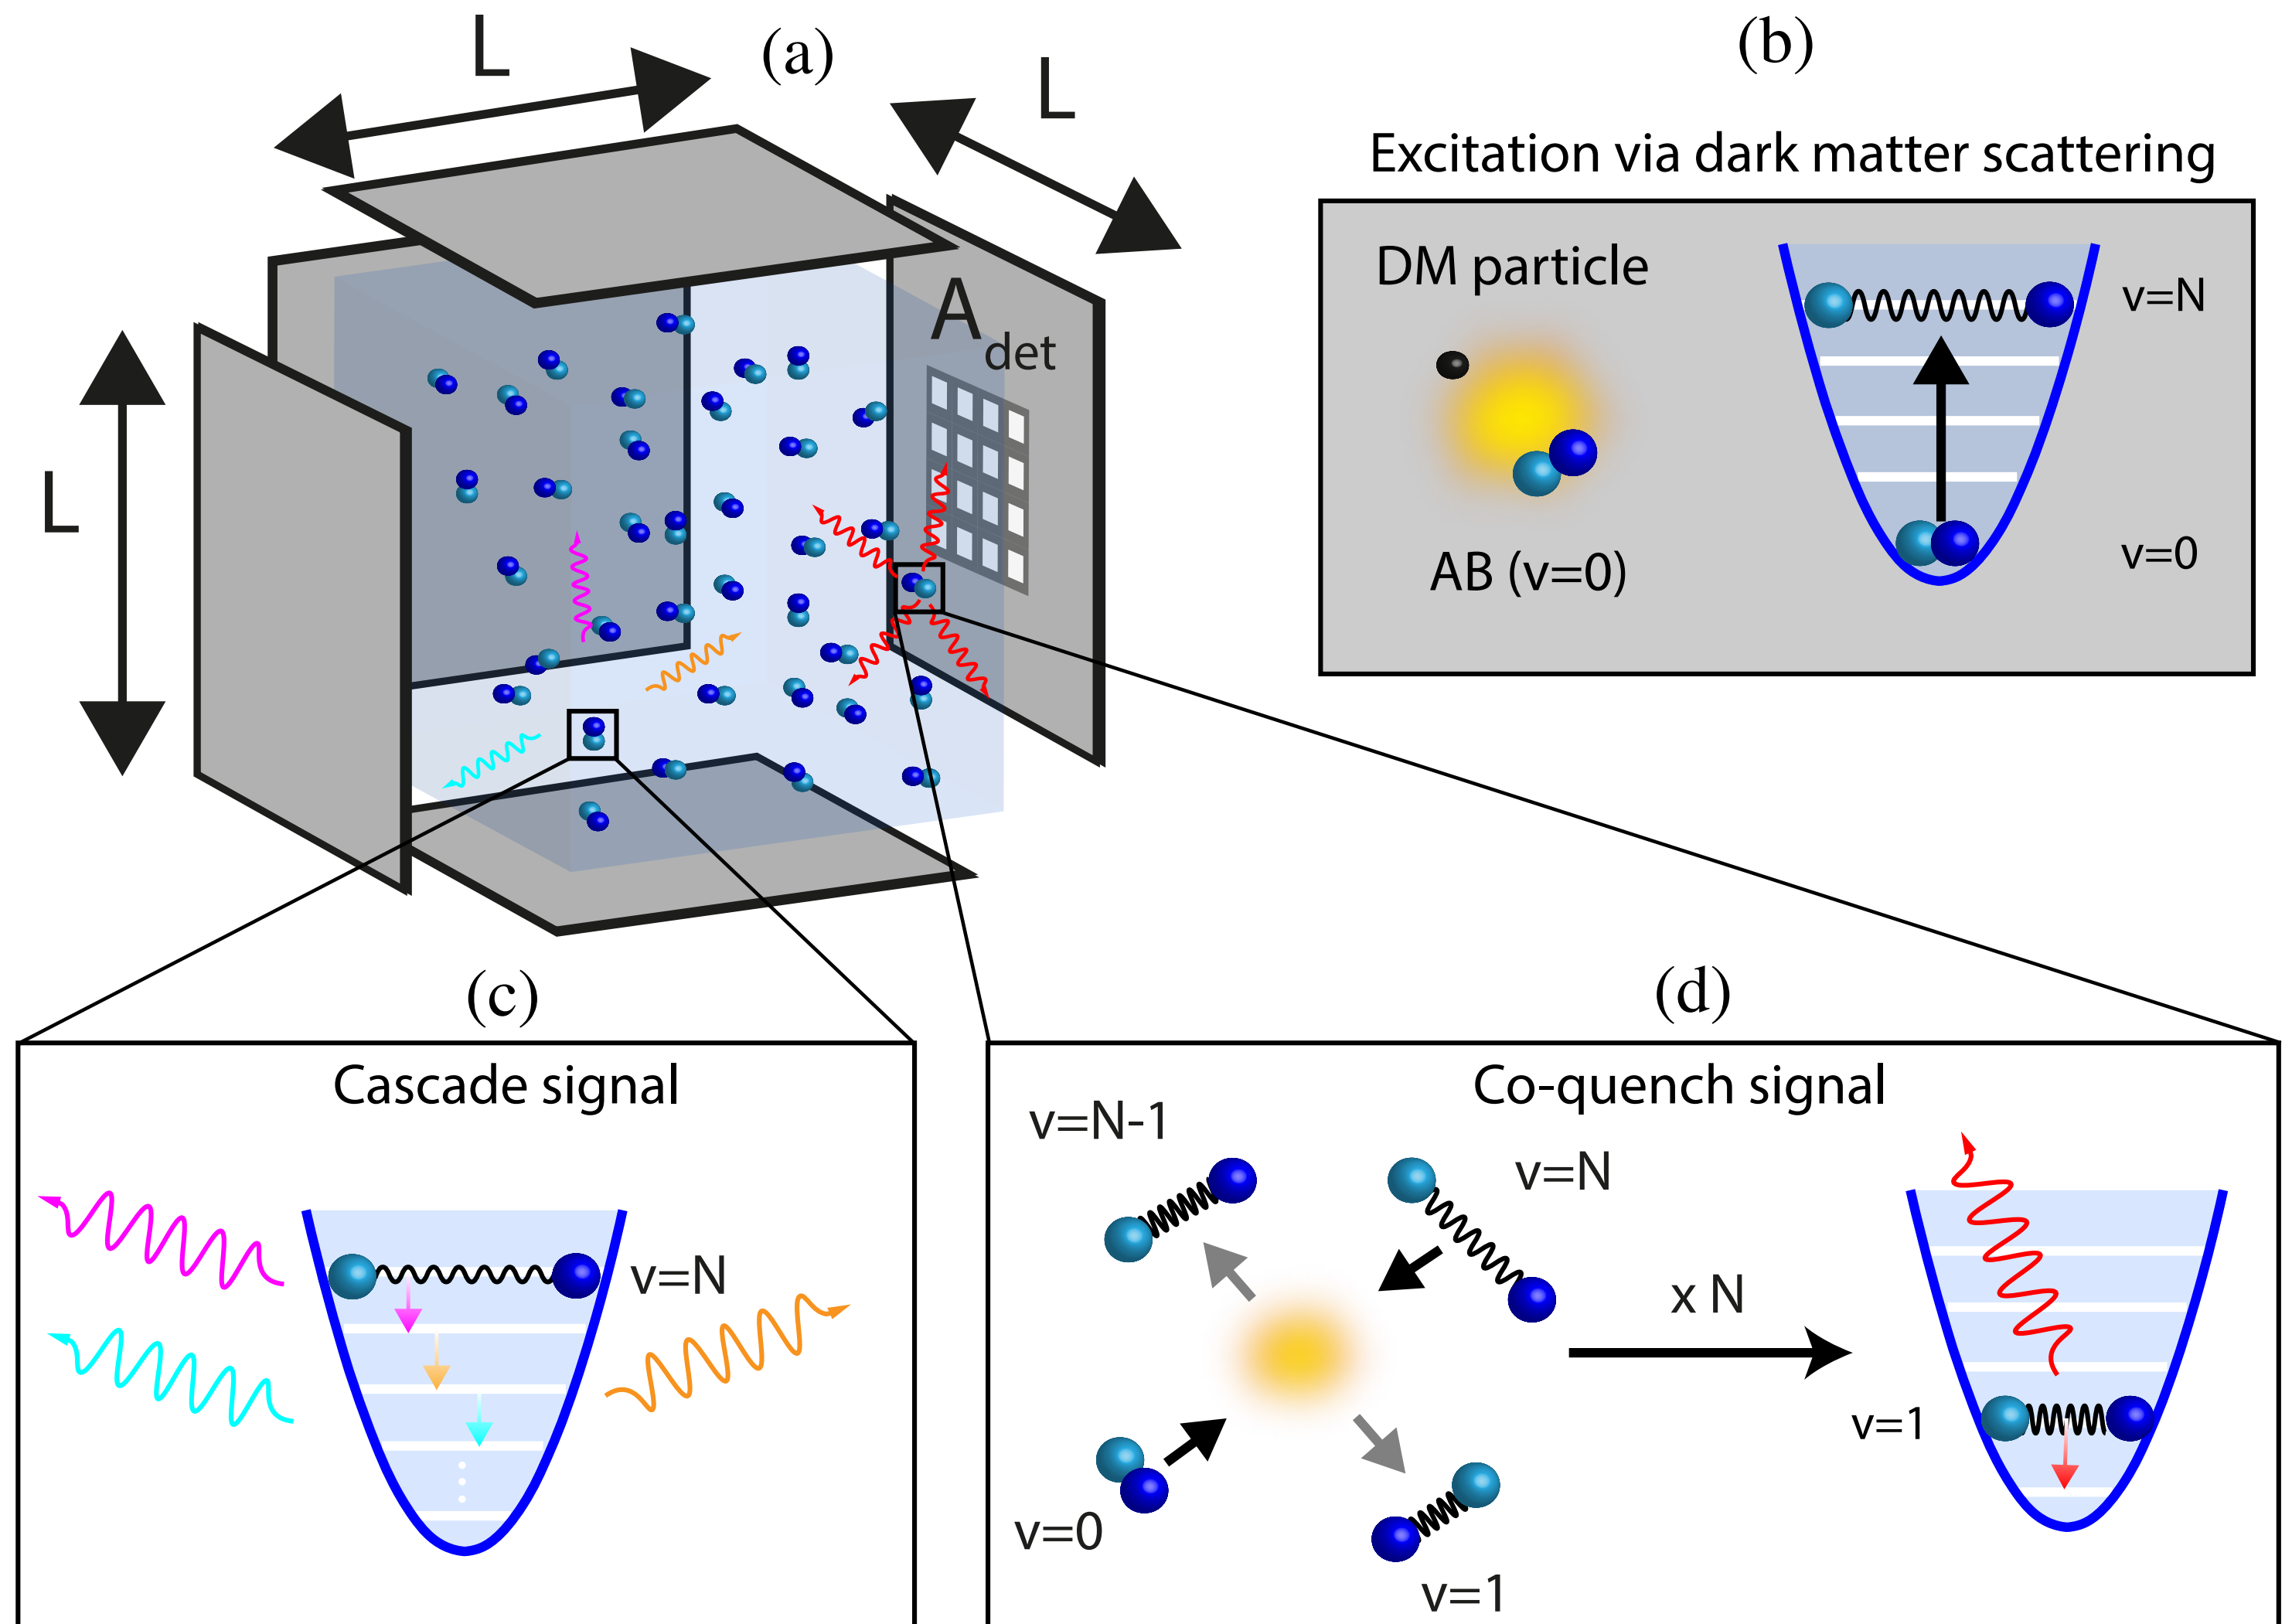 (a)
L
L
L
A
det
(b)
Excitation via dark matter scattering
DM particle
AB (v=0)
v=N
v=0
(c)
Cascade signal
v=N
(d)
Co-quench signal
v=N-1
v=N
v=0
v=1
x N
v=1